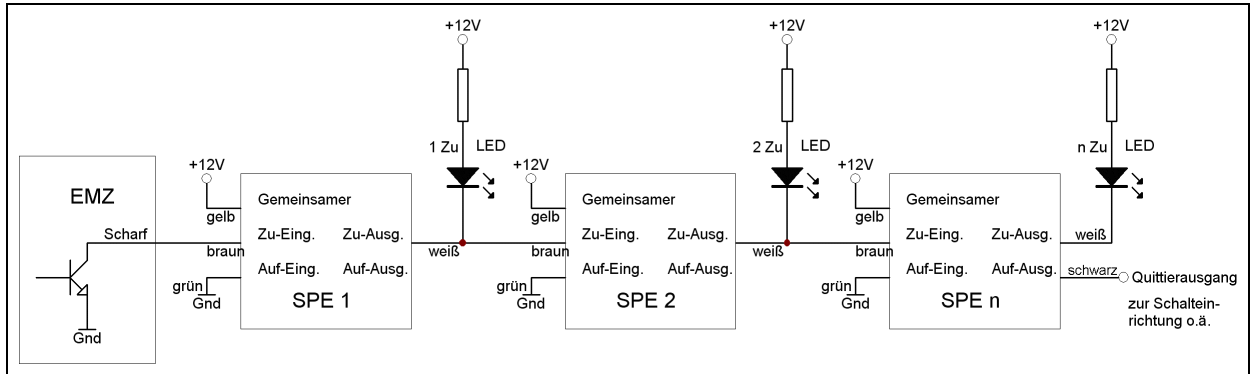 +12V
+12V
+12V
1 Zu LED
2 Zu LED
n Zu LED
+12V
+12V
+12V
EMZ
Scharf
Gnd
gelb
braun
grün
Gnd
Gemeinsamer
Zu-Eing. Zu-Ausg.
Auf-Eing. Auf-Ausg.
SPE 1
weiß
gelb
braun
grün
Gnd
Gemeinsamer
Zu-Eing. Zu-Ausg.
Auf-Eing. Auf-Ausg.
SPE 2
weiß
gelb
braun
grün
Gnd
Gemeinsamer
Zu-Eing. Zu-Ausg.
Auf-Eing. Auf-Ausg.
SPE n
weiß
schwarz
Quittierausgang
zur Schaltein-
richtung o.ä.